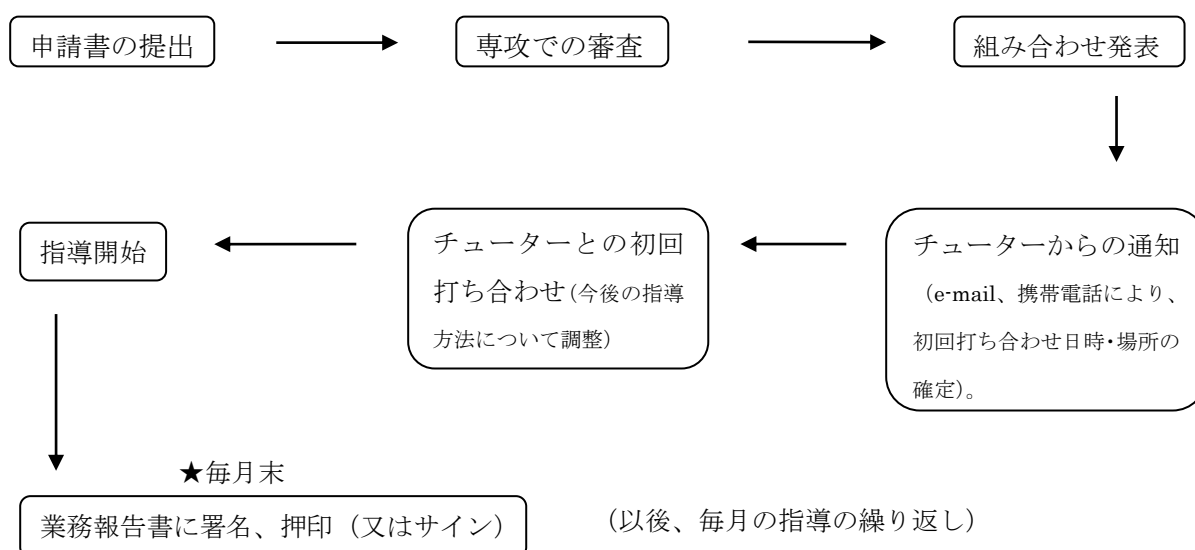 申請書の提出
専攻での審査
組み合わせ発表
チューターからの通知
(e-mail、携帯電話により、
初回打ち合わせ日時・場所の
確定)。
チューターとの初回
打ち合わせ(今後の指導
方法について調整)
指導開始
★毎月末
業務報告書に署名、押印（又はサイン）
（以後、毎月の指導の繰り返し）